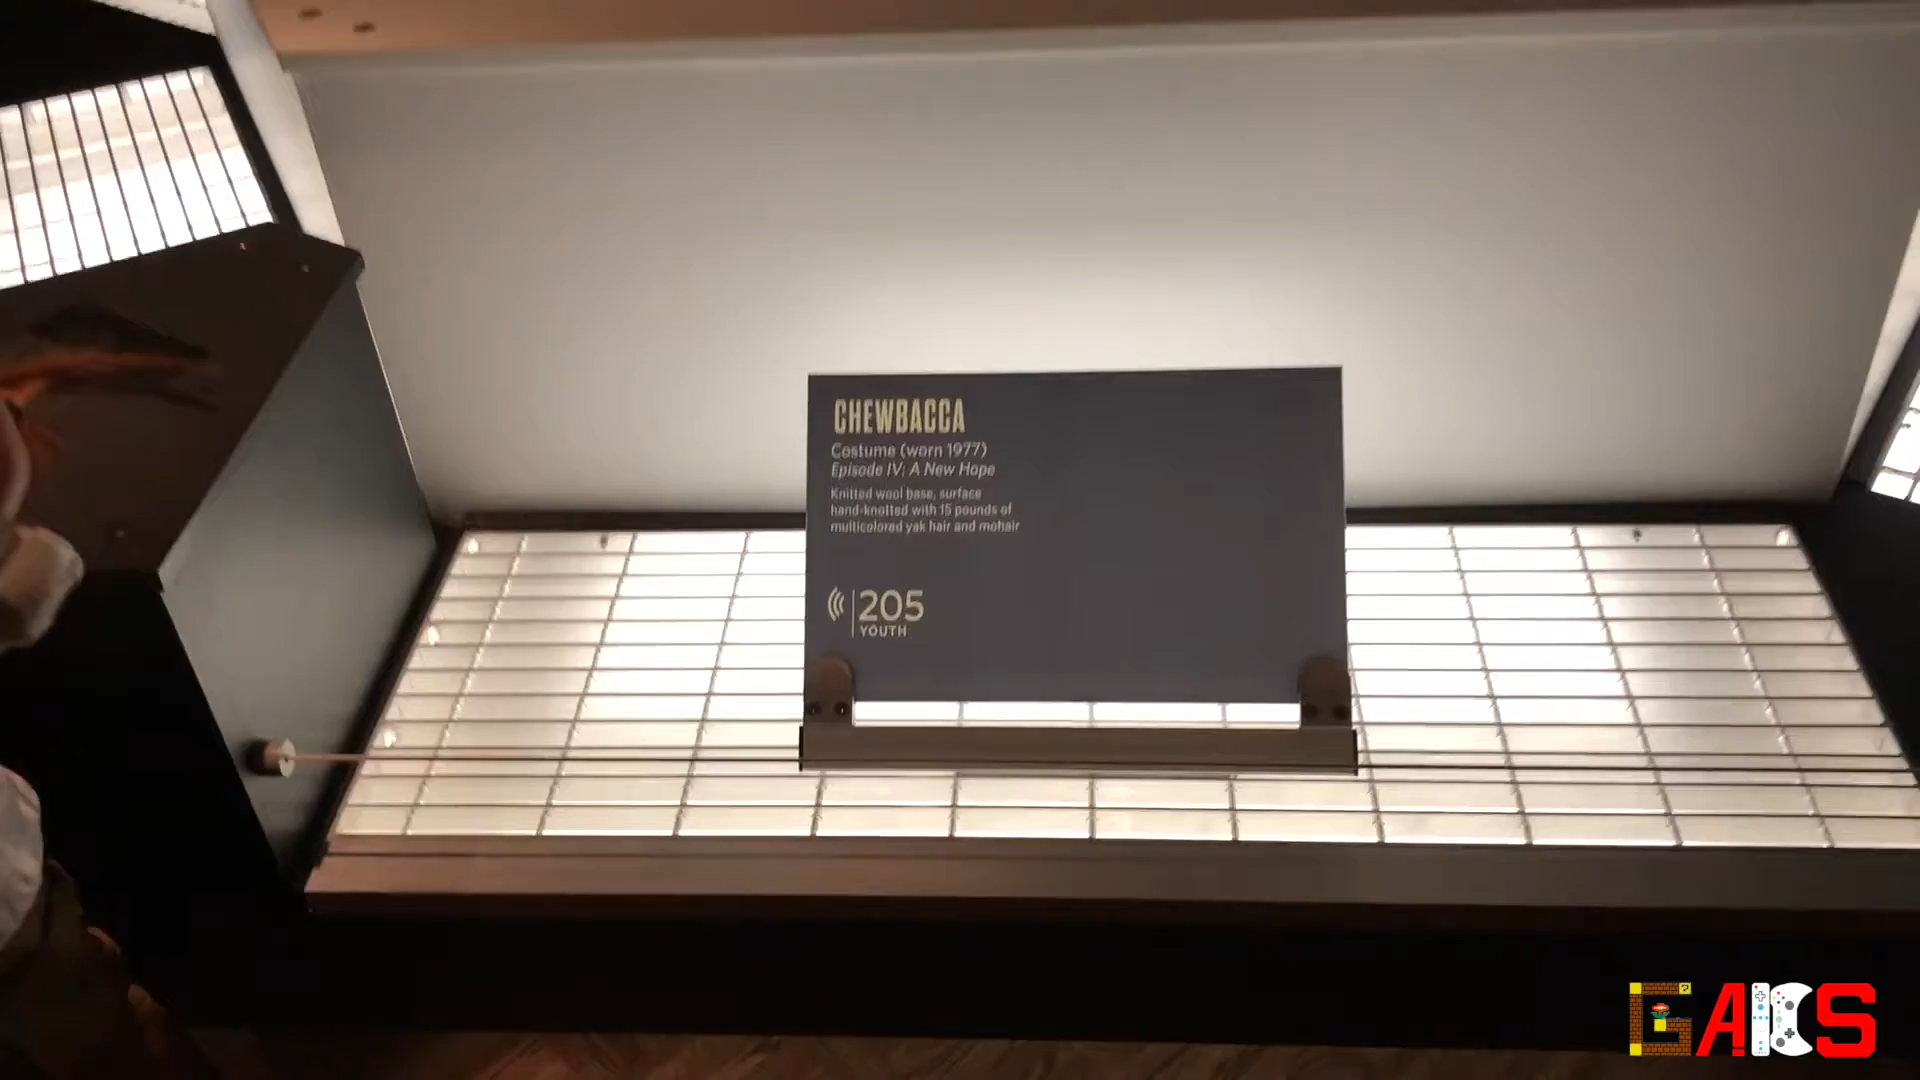 CHEWBACCA
Costume (worn 1977)
Episode IV: A New Hope
Knitted wool base, surface
hand-knotted with 15 pounds of
multicolored yak hair and mohair
205
YOUTH
GAKS